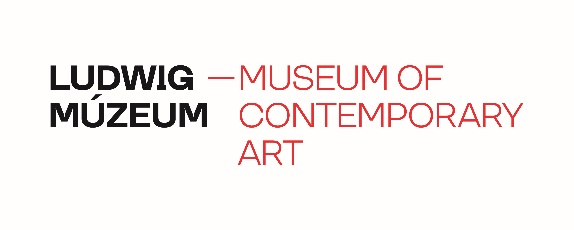 LUDWIG — MUSEUM OF
MÚZEUM CONTEMPORARY
ART